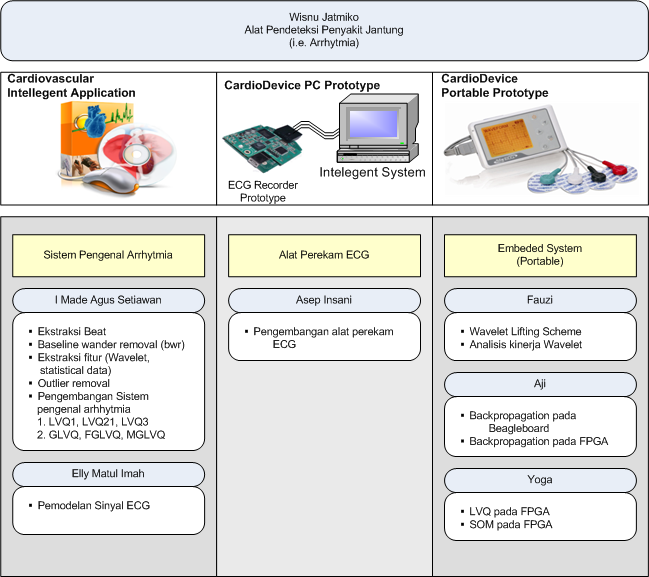 Wisnu Jatmiko
Alat Pendeteksi Penyakit Jantung
(i.e. Arrhytmia)
Cardiovascular
Intellegent Application
CardioDevice PC Prototype
ECG Recorder
Prototype
Intelegent System
CardioDevice
Portable Prototype
Sistem Pengenal Arrhytmia
I Made Agus Setiawan
▪ Ekstraksi Beat
▪ Baseline wander removal (bwr)
▪ Ekstraksi fitur (Wavelet,
statistical data)
▪ Outlier removal
▪ Pengembangan Sistem
pengenal arhhytmia
1. LVQ1, LVQ21, LVQ3
2. GLVQ, FGLVQ, MGLVQ
Elly Matul Imah
▪ Pemodelan Sinyal ECG
Alat Perekam ECG
Asep Insani
▪ Pengembangan alat perekam
ECG
Embeded System
(Portable)
Fauzi
▪ Wavelet Lifting Scheme
▪ Analisis kinerja Wavelet
Aji
▪ Backpropagation pada
Beagleboard
▪ Backpropagation pada FPGA
Yoga
▪ LVQ pada FPGA
▪ SOM pada FPGA